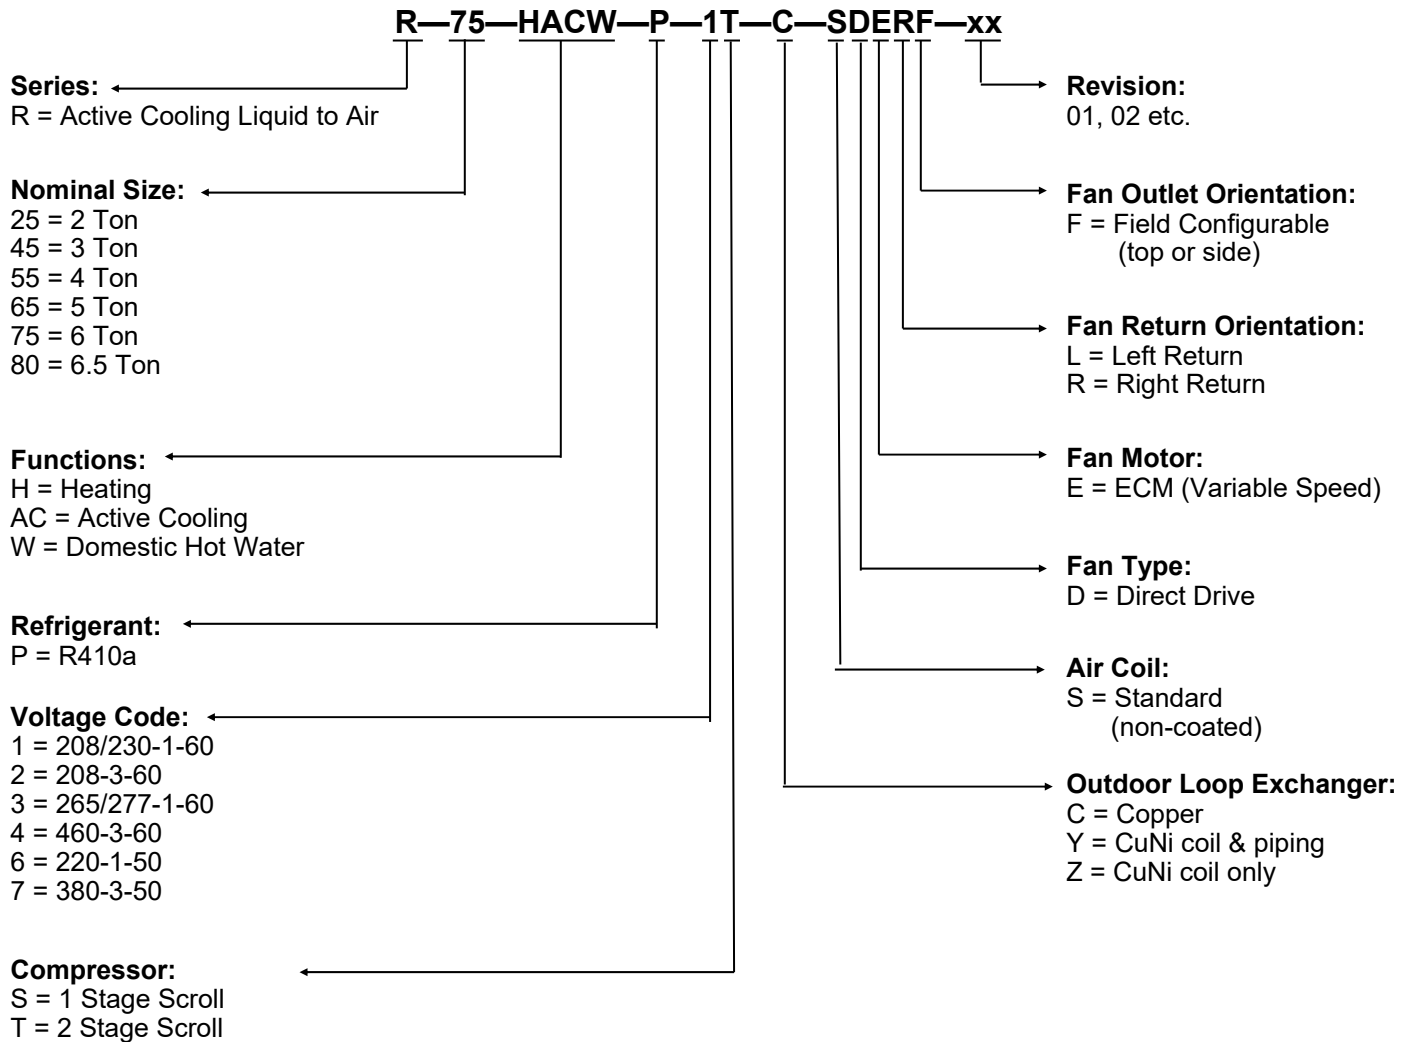 R—75—HACW—P—1T—C—SDERF—xx
Series:
R = Active Cooling Liquid to Air
Nominal Size:
25 = 2 Ton
45 = 3 Ton
55 = 4 Ton
65 = 5 Ton
75 = 6 Ton
80 = 6.5 Ton
Functions:
H = Heating
AC = Active Cooling
W = Domestic Hot Water
Refrigerant:
P = R410a
Voltage Code:
1 = 208/230-1-60
2 = 208-3-60
3 = 265/277-1-60
4 = 460-3-60
6 = 220-1-50
7 = 380-3-50
Compressor:
S = 1 Stage Scroll
T = 2 Stage Scroll
Revision:
01, 02 etc.
Fan Outlet Orientation:
F = Field Configurable
(top or side)
Fan Return Orientation:
L = Left Return
R = Right Return
Fan Motor:
E = ECM (Variable Speed)
Fan Type:
D = Direct Drive
Air Coil:
S = Standard
(non-coated)
Outdoor Loop Exchanger:
C = Copper
Y = CuNi coil & piping
Z = CuNi coil only